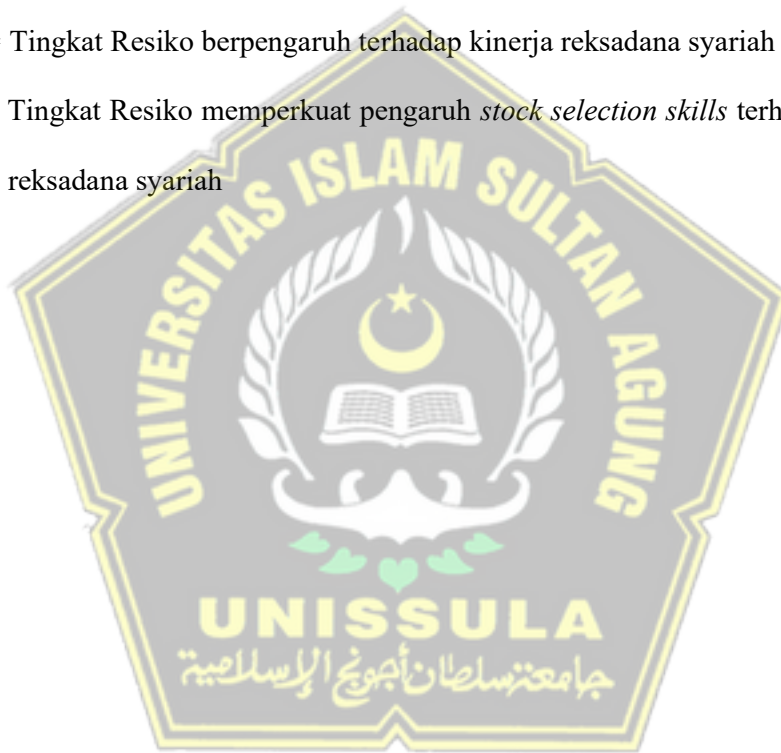 Tingkat Resiko berpengaruh terhadap kinerja reksadana syariah
Tingkat Resiko memperkuat pengaruh stock selection skills terh
reksadana syariah
UNIVERSITAS ISLAM SULTAN AGUNG
UNISSULA
جامعة سلطان أجونج الإسلامية